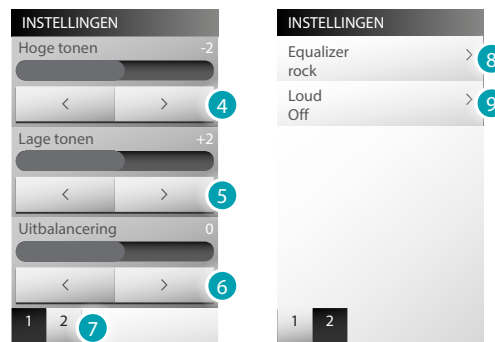 INSTELLINGEN
Hoge tonen -2
< >
4
Lage tonen +2
< >
5
Uitbalancering 0
< >
6
1 2
7
INSTELLINGEN
Equalizer >
rock
8
Loud >
Off
9
1 2